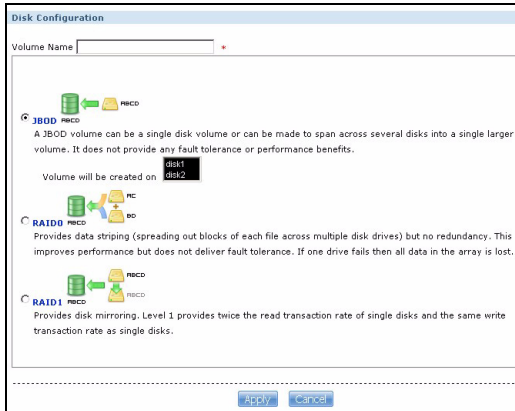 Disk Configuration
Volume Name *
ABCD
JBOD ABCD
A JBOD volume can be a single disk volume or can be made to span across several disks into a single larger
volume. It does not provide any fault tolerance or performance benefits.
Volume will be created on
disk1
disk2
AC
BD
RAID0 ABCD
Provides data striping (spreading out blocks of each file across multiple disk drives) but no redundancy. This
improves performance but does not deliver fault tolerance. If one drive fails then all data in the array is lost.
ABCD
ABCD
RAID1 ABCD
Provides disk mirroring. Level 1 provides twice the read transaction rate of single disks and the same write
transaction rate as single disks.
Apply Cancel